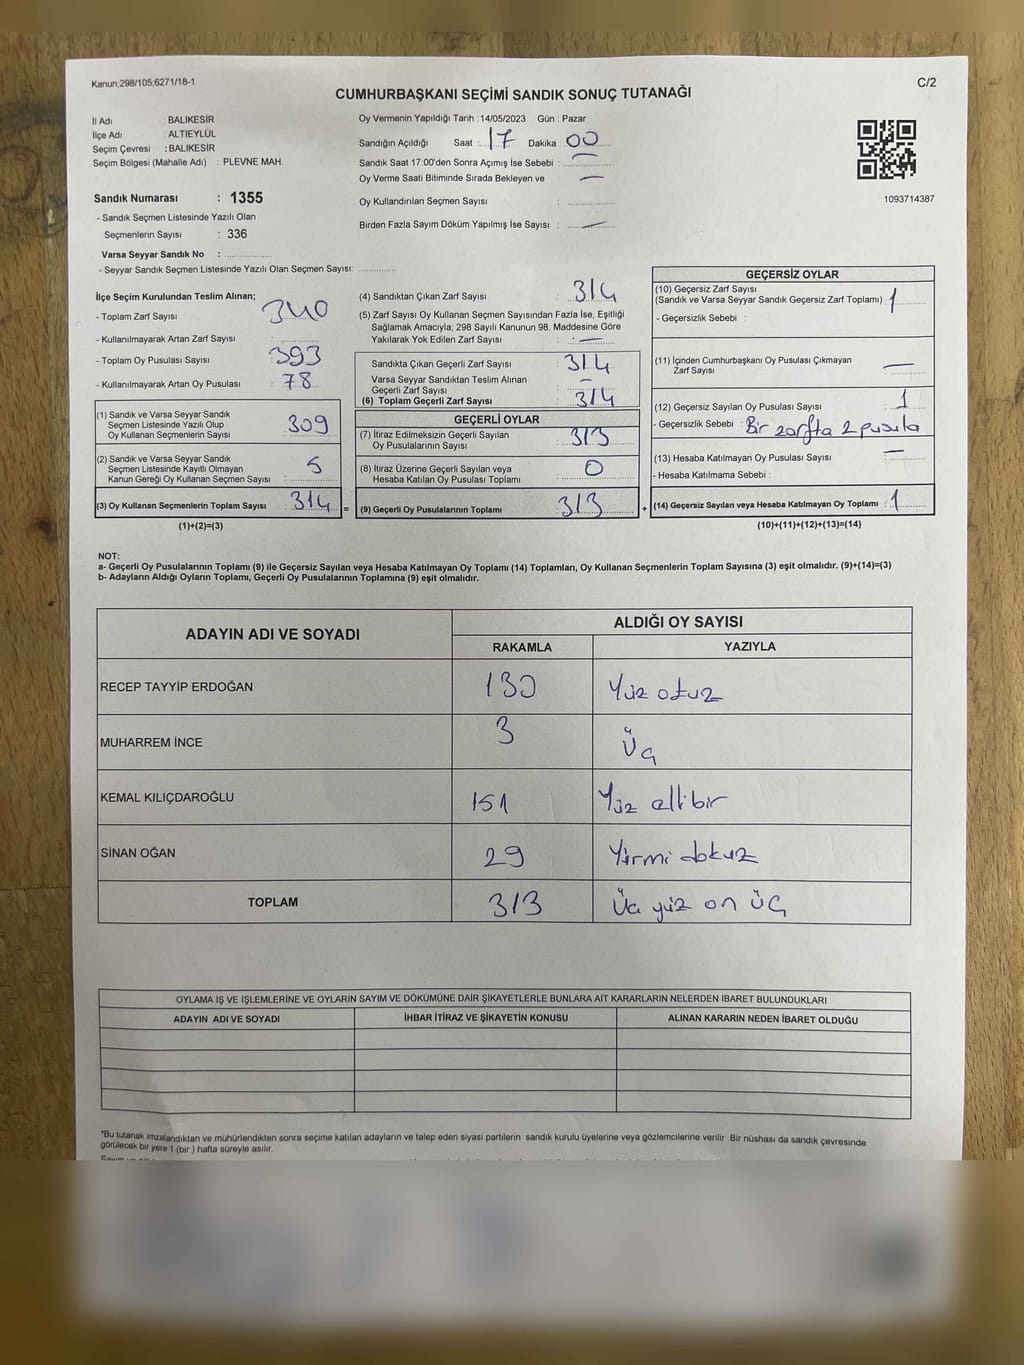 Kanun;298/105;6271/18-1
C/2
CUMHURBAŞKANI SEÇİMİ SANDIK SONUÇ TUTANAĞI
İl Adı : BALIKESİR
İlçe Adı : ALTIEYLÜL
Seçim Çevresi : BALIKESİR
Seçim Bölgesi (Mahalle Adı) : PLEVNE MAH.
Sandık Numarası : 1355
- Sandık Seçmen Listesinde Yazılı Olan
Seçmenlerin Sayısı : 336
Varsa Seyyar Sandık No :
- Seyyar Sandık Seçmen Listesinde Yazılı Olan Seçmen Sayısı:
Oy Vermenin Yapıldığı Tarih : 14/05/2023 Gün : Pazar
Sandığın Açıldığı Saat : 17 Dakika : 00
Sandık Saat 17:00'den Sonra Açımış İse Sebebi : —
Oy Verme Saati Bitiminde Sırada Bekleyen ve —
Oy Kullandırılan Seçmen Sayısı :
Birden Fazla Sayım Döküm Yapılmış İse Sayısı : —
1093714387
İlçe Seçim Kurulundan Teslim Alınan;
- Toplam Zarf Sayısı : 340
- Kullanılmayarak Artan Zarf Sayısı :
- Toplam Oy Pusulası Sayısı : 393
- Kullanılmayarak Artan Oy Pusulası : 78
(1) Sandık ve Varsa Seyyar Sandık
Seçmen Listesinde Yazılı Olup
Oy Kullanan Seçmenlerin Sayısı : 309
(2) Sandık ve Varsa Seyyar Sandık
Seçmen Listesinde Kayıtlı Olmayan
Kanun Gereği Oy Kullanan Seçmen Sayısı : 5
(3) Oy Kullanan Seçmenlerin Toplam Sayısı : 314
(1)+(2)=(3)
=
(4) Sandıktan Çıkan Zarf Sayısı : 314
(5) Zarf Sayısı Oy Kullanan Seçmen Sayısından Fazla İse, Eşitliği
Sağlamak Amacıyla; 298 Sayılı Kanunun 98. Maddesine Göre
Yakılarak Yok Edilen Zarf Sayısı : —
Sandıkta Çıkan Geçerli Zarf Sayısı : 314
Varsa Seyyar Sandıktan Teslim Alınan
Geçerli Zarf Sayısı : —
(6) Toplam Geçerli Zarf Sayısı : 314
GEÇERLİ OYLAR
(7) İtiraz Edilmeksizin Geçerli Sayılan
Oy Pusulalarının Sayısı : 313
(8) İtiraz Üzerine Geçerli Sayılan veya
Hesaba Katılan Oy Pusulası Toplamı : 0
(9) Geçerli Oy Pusulalarının Toplamı : 313
+
GEÇERSİZ OYLAR
(10) Geçersiz Zarf Sayısı
(Sandık ve Varsa Seyyar Sandık Geçersiz Zarf Toplamı) : 1
- Geçersizlik Sebebi :
(11) İçinden Cumhurbaşkanı Oy Pusulası Çıkmayan
Zarf Sayısı : —
(12) Geçersiz Sayılan Oy Pusulası Sayısı : 1
- Geçersizlik Sebebi : Bir zarfta 2 pusula
(13) Hesaba Katılmayan Oy Pusulası Sayısı : —
- Hesaba Katılmama Sebebi :
(14) Geçersiz Sayılan veya Hesaba Katılmayan Oy Toplamı : 1
(10)+(11)+(12)+(13)=(14)
NOT:
a- Geçerli Oy Pusulalarının Toplamı (9) ile Geçersiz Sayılan veya Hesaba Katılmayan Oy Toplamı (14) Toplamları, Oy Kullanan Seçmenlerin Toplam Sayısına (3) eşit olmalıdır. (9)+(14)=(3)
b- Adayların Aldığı Oyların Toplamı, Geçerli Oy Pusulalarının Toplamına (9) eşit olmalıdır.
ADAYIN ADI VE SOYADI
ALDIĞI OY SAYISI
RAKAMLA YAZIYLA
RECEP TAYYİP ERDOĞAN 130 Yüz otuz
MUHARREM İNCE 3 Üç
KEMAL KILIÇDAROĞLU 151 Yüz ellibir
SİNAN OĞAN 29 Yirmi dokuz
TOPLAM 313 Üç yüz on üç
OYLAMA İŞ VE İŞLEMLERİNE VE OYLARIN SAYIM VE DÖKÜMÜNE DAİR ŞİKAYETLERLE BUNLARA AİT KARARLARIN NELERDEN İBARET BULUNDUKLARI
ADAYIN ADI VE SOYADI İHBAR İTİRAZ VE ŞİKAYETİN KONUSU ALINAN KARARIN NEDEN İBARET OLDUĞU
*Bu tutanak imzalandıktan ve mühürlendikten sonra seçime katılan adayların ve talep eden siyasi partilerin sandık kurulu üyelerine veya gözlemcilerine verilir. Bir nüshası da sandık çevresinde
görülecek bir yere 1 (bir ) hafta süreyle asılır.